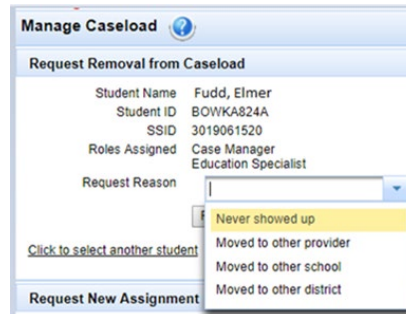 Manage Caseload ?
Request Removal from Caseload
Student Name Fudd, Elmer
Student ID BOWKA824A
SSID 3019061520
Roles Assigned Case Manager
Education Specialist
Request Reason
Never showed up
Moved to other provider
Click to select another student
Moved to other school
Moved to other district
Request New Assignment